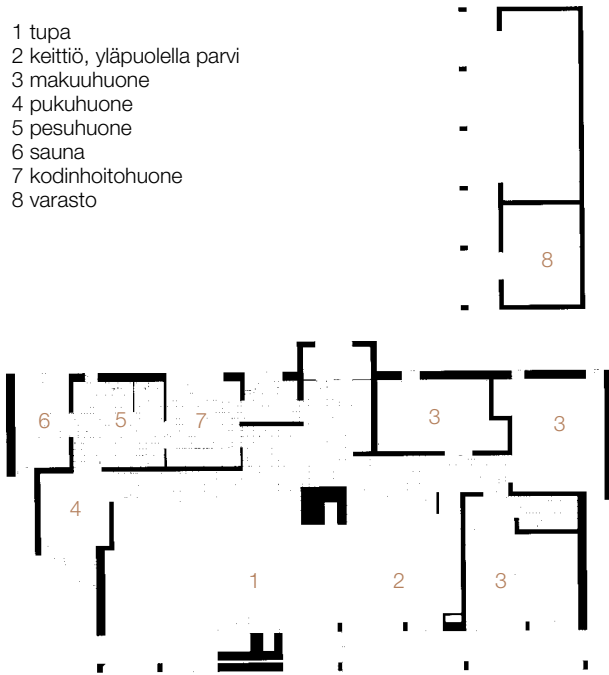 1 tupa
2 keittiö, yläpuolella parvi
3 makuuhuone
4 pukuhuone
5 pesuhuone
6 sauna
7 kodinhoitohuone
8 varasto
8
6
5
7
3
3
4
1
2
3